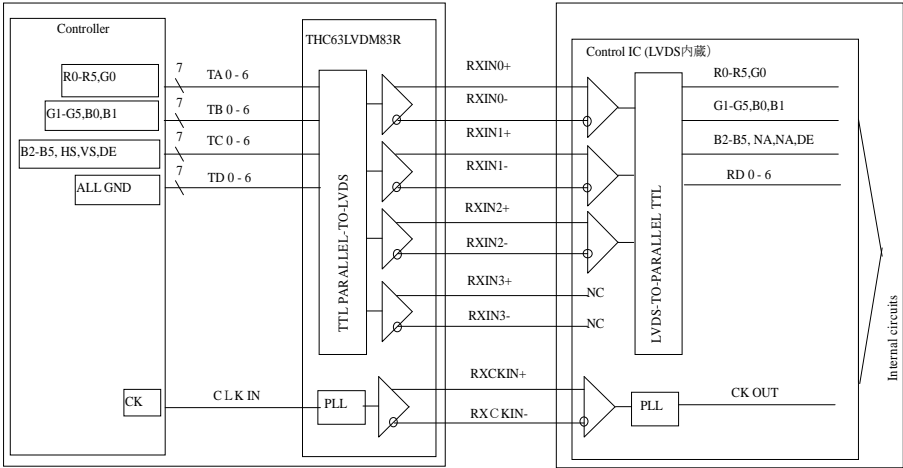 Controller
THC63LVDM83R
Control IC (LVDS内蔵)
R0-R5,G0
7
TA 0 - 6
RXIN0+
R0-R5,G0
G1-G5,B0,B1
7
TB 0 - 6
RXIN0-
G1-G5,B0,B1
B2-B5, HS,VS,DE
7
TC 0 - 6
RXIN1+
B2-B5, NA,NA,DE
ALL GND
7
TD 0 - 6
RXIN1-
RD 0 - 6
TTL PARALLEL-TO-LVDS
RXIN2+
RXIN2-
RXIN3+
NC
RXIN3-
NC
LVDS-TO-PARALLEL TTL
Internal circuits
CK
CLK IN
PLL
RXCKIN+
RXCKIN-
PLL
CK OUT